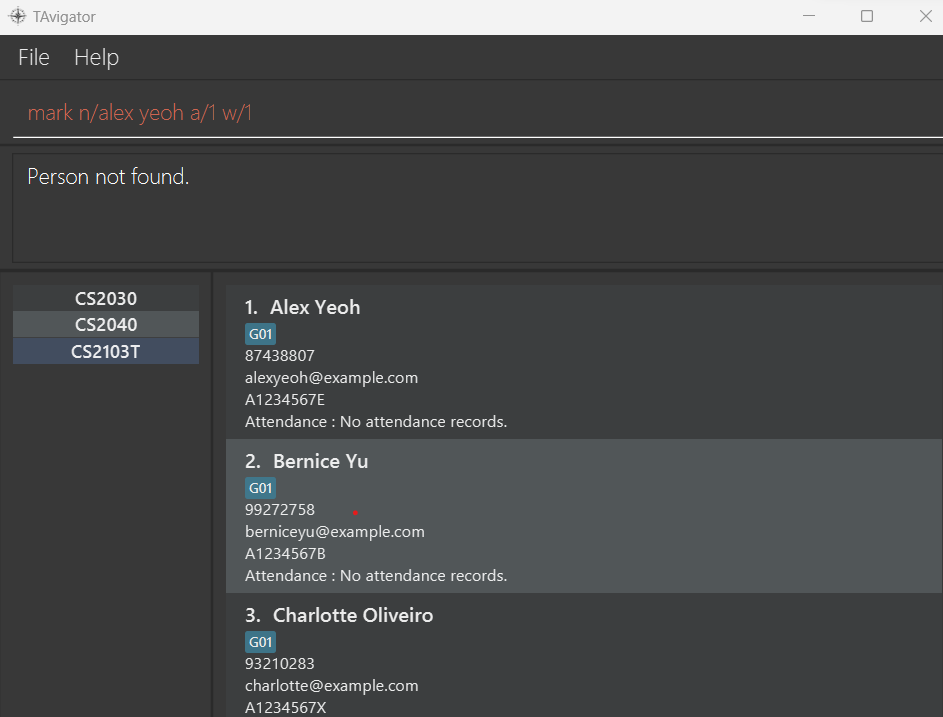 TAvigator
File Help
mark n/alex yeoh a/1 w/1
Person not found.
CS2030
CS2040
CS2103T
1. Alex Yeoh
G01
87438807
alexyeoh@example.com
A1234567E
Attendance : No attendance records.
2. Bernice Yu
G01
99272758
berniceyu@example.com
A1234567B
Attendance : No attendance records.
3. Charlotte Oliveiro
G01
93210283
charlotte@example.com
A1234567X